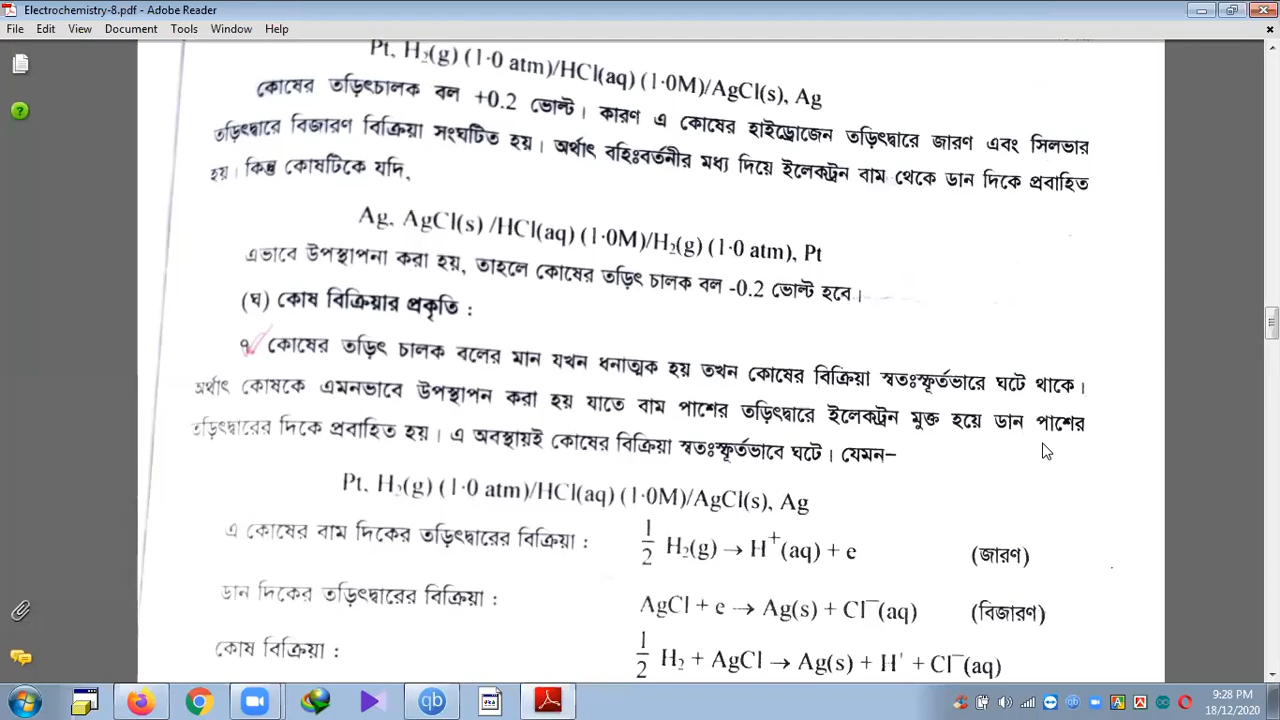 Electrochemistry-8.pdf - Adobe Reader
File Edit View Document Tools Window Help
Pt, H₂(g) (1·0 atm)/HCl(aq) (1·0M)/AgCl(s), Ag
কোষের তড়িৎচালক বল +0.2 ভোল্ট। কারণ এ কোষের হাইড্রোজেন তড়িৎদ্বারে জারণ এবং সিলভার
তড়িৎদ্বারে বিজারণ বিক্রিয়া সংঘটিত হয়। অর্থাৎ বহিঃবর্তনীর মধ্য দিয়ে ইলেকট্রন বাম থেকে ডান দিকে প্রবাহিত
হয়। কিন্তু কোষটিকে যদি,
Ag, AgCl(s) /HCl(aq) (1·0M)/H₂(g) (1·0 atm), Pt
এভাবে উপস্থাপনা করা হয়, তাহলে কোষের তড়িৎ চালক বল -0.2 ভোল্ট হবে।
(ঘ) কোষ বিক্রিয়ার প্রকৃতি :
কোষের তড়িৎ চালক বলের মান যখন ধনাত্মক হয় তখন কোষের বিক্রিয়া স্বতঃস্ফূর্তভাবে ঘটে থাকে।
অর্থাৎ কোষকে এমনভাবে উপস্থাপন করা হয় যাতে বাম পাশের তড়িৎদ্বারে ইলেকট্রন মুক্ত হয়ে ডান পাশের
তড়িৎদ্বারের দিকে প্রবাহিত হয়। এ অবস্থায়ই কোষের বিক্রিয়া স্বতঃস্ফূর্তভাবে ঘটে। যেমন–
Pt, H₂(g) (1·0 atm)/HCl(aq) (1·0M)/AgCl(s), Ag
এ কোষের বাম দিকের তড়িৎদ্বারের বিক্রিয়া : 1/2 H₂(g) → H⁺(aq) + e (জারণ)
ডান দিকের তড়িৎদ্বারের বিক্রিয়া : AgCl + e → Ag(s) + Cl⁻(aq) (বিজারণ)
কোষ বিক্রিয়া : 1/2 H₂ + AgCl → Ag(s) + H⁺ + Cl⁻(aq)
9:28 PM
18/12/2020